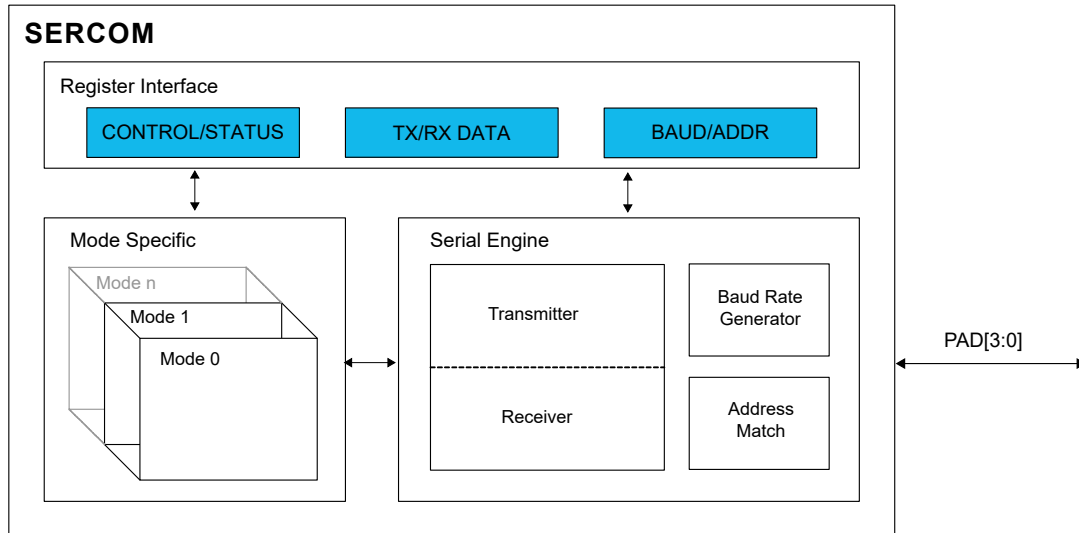 SERCOM
Register Interface
CONTROL/STATUS
TX/RX DATA
BAUD/ADDR
Mode Specific
Mode n
Mode 1
Mode 0
Serial Engine
Transmitter
Receiver
Baud Rate
Generator
Address
Match
PAD[3:0]